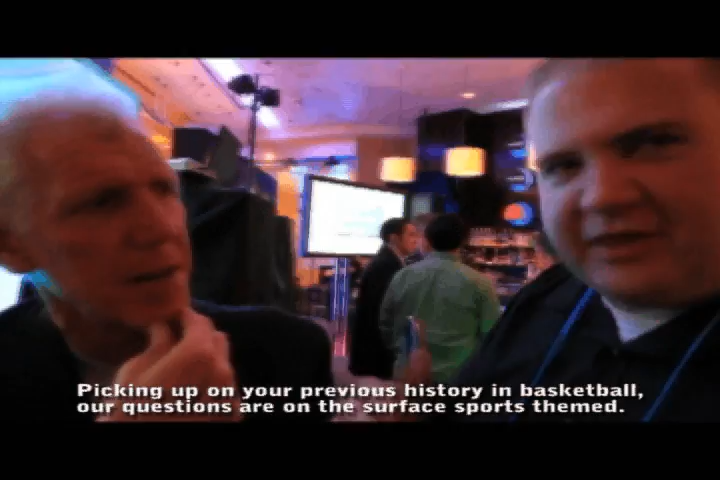 Picking up on your previous history in basketball,
our questions are on the surface sports themed.